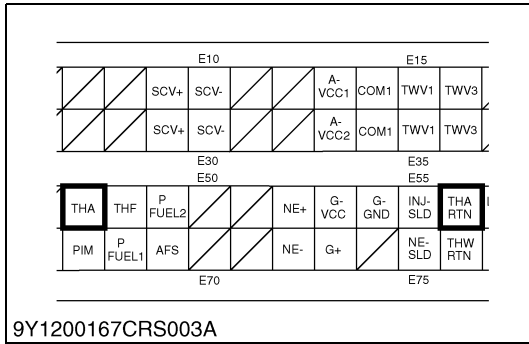 E10 E15
SCV+ SCV- A-VCC1 COM1 TWV1 TWV3
SCV+ SCV- A-VCC2 COM1 TWV1 TWV3
E30 E35
E50 E55
THA THF P FUEL2 NE+ G-VCC G-GND INJ-SLD THA RTN
PIM P FUEL1 AFS NE- G+ NE-SLD THW RTN
E70 E75
9Y1200167CRS003A